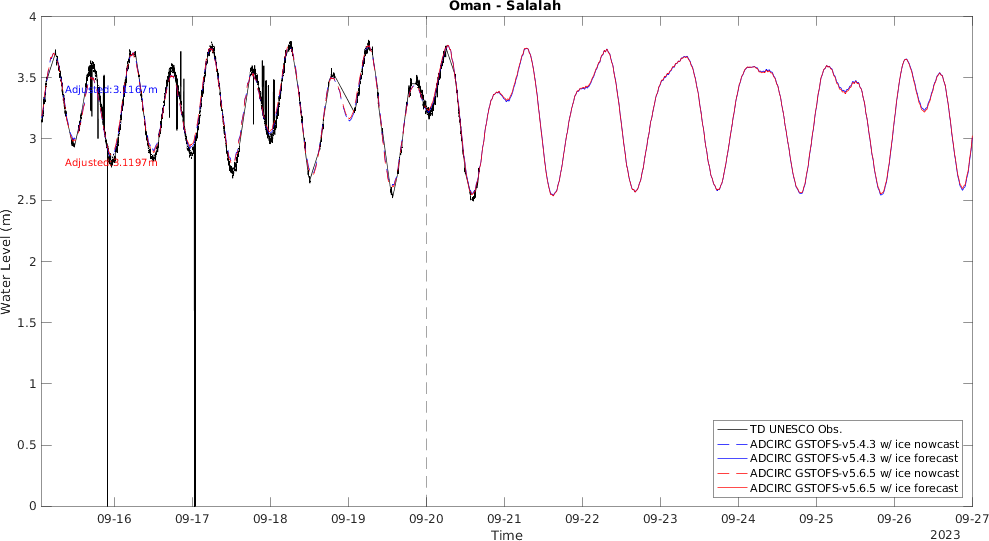 Oman - Salalah
4
3.5
3
2.5
2
1.5
1
0.5
0
Water Level (m)
Adjusted:3.1167m
Adjusted:3.1197m
TD UNESCO Obs.
ADCIRC GSTOFS-v5.4.3 w/ ice nowcast
ADCIRC GSTOFS-v5.4.3 w/ ice forecast
ADCIRC GSTOFS-v5.6.5 w/ ice nowcast
ADCIRC GSTOFS-v5.6.5 w/ ice forecast
09-16 09-17 09-18 09-19 09-20 09-21 09-22 09-23 09-24 09-25 09-26 09-27
Time
2023